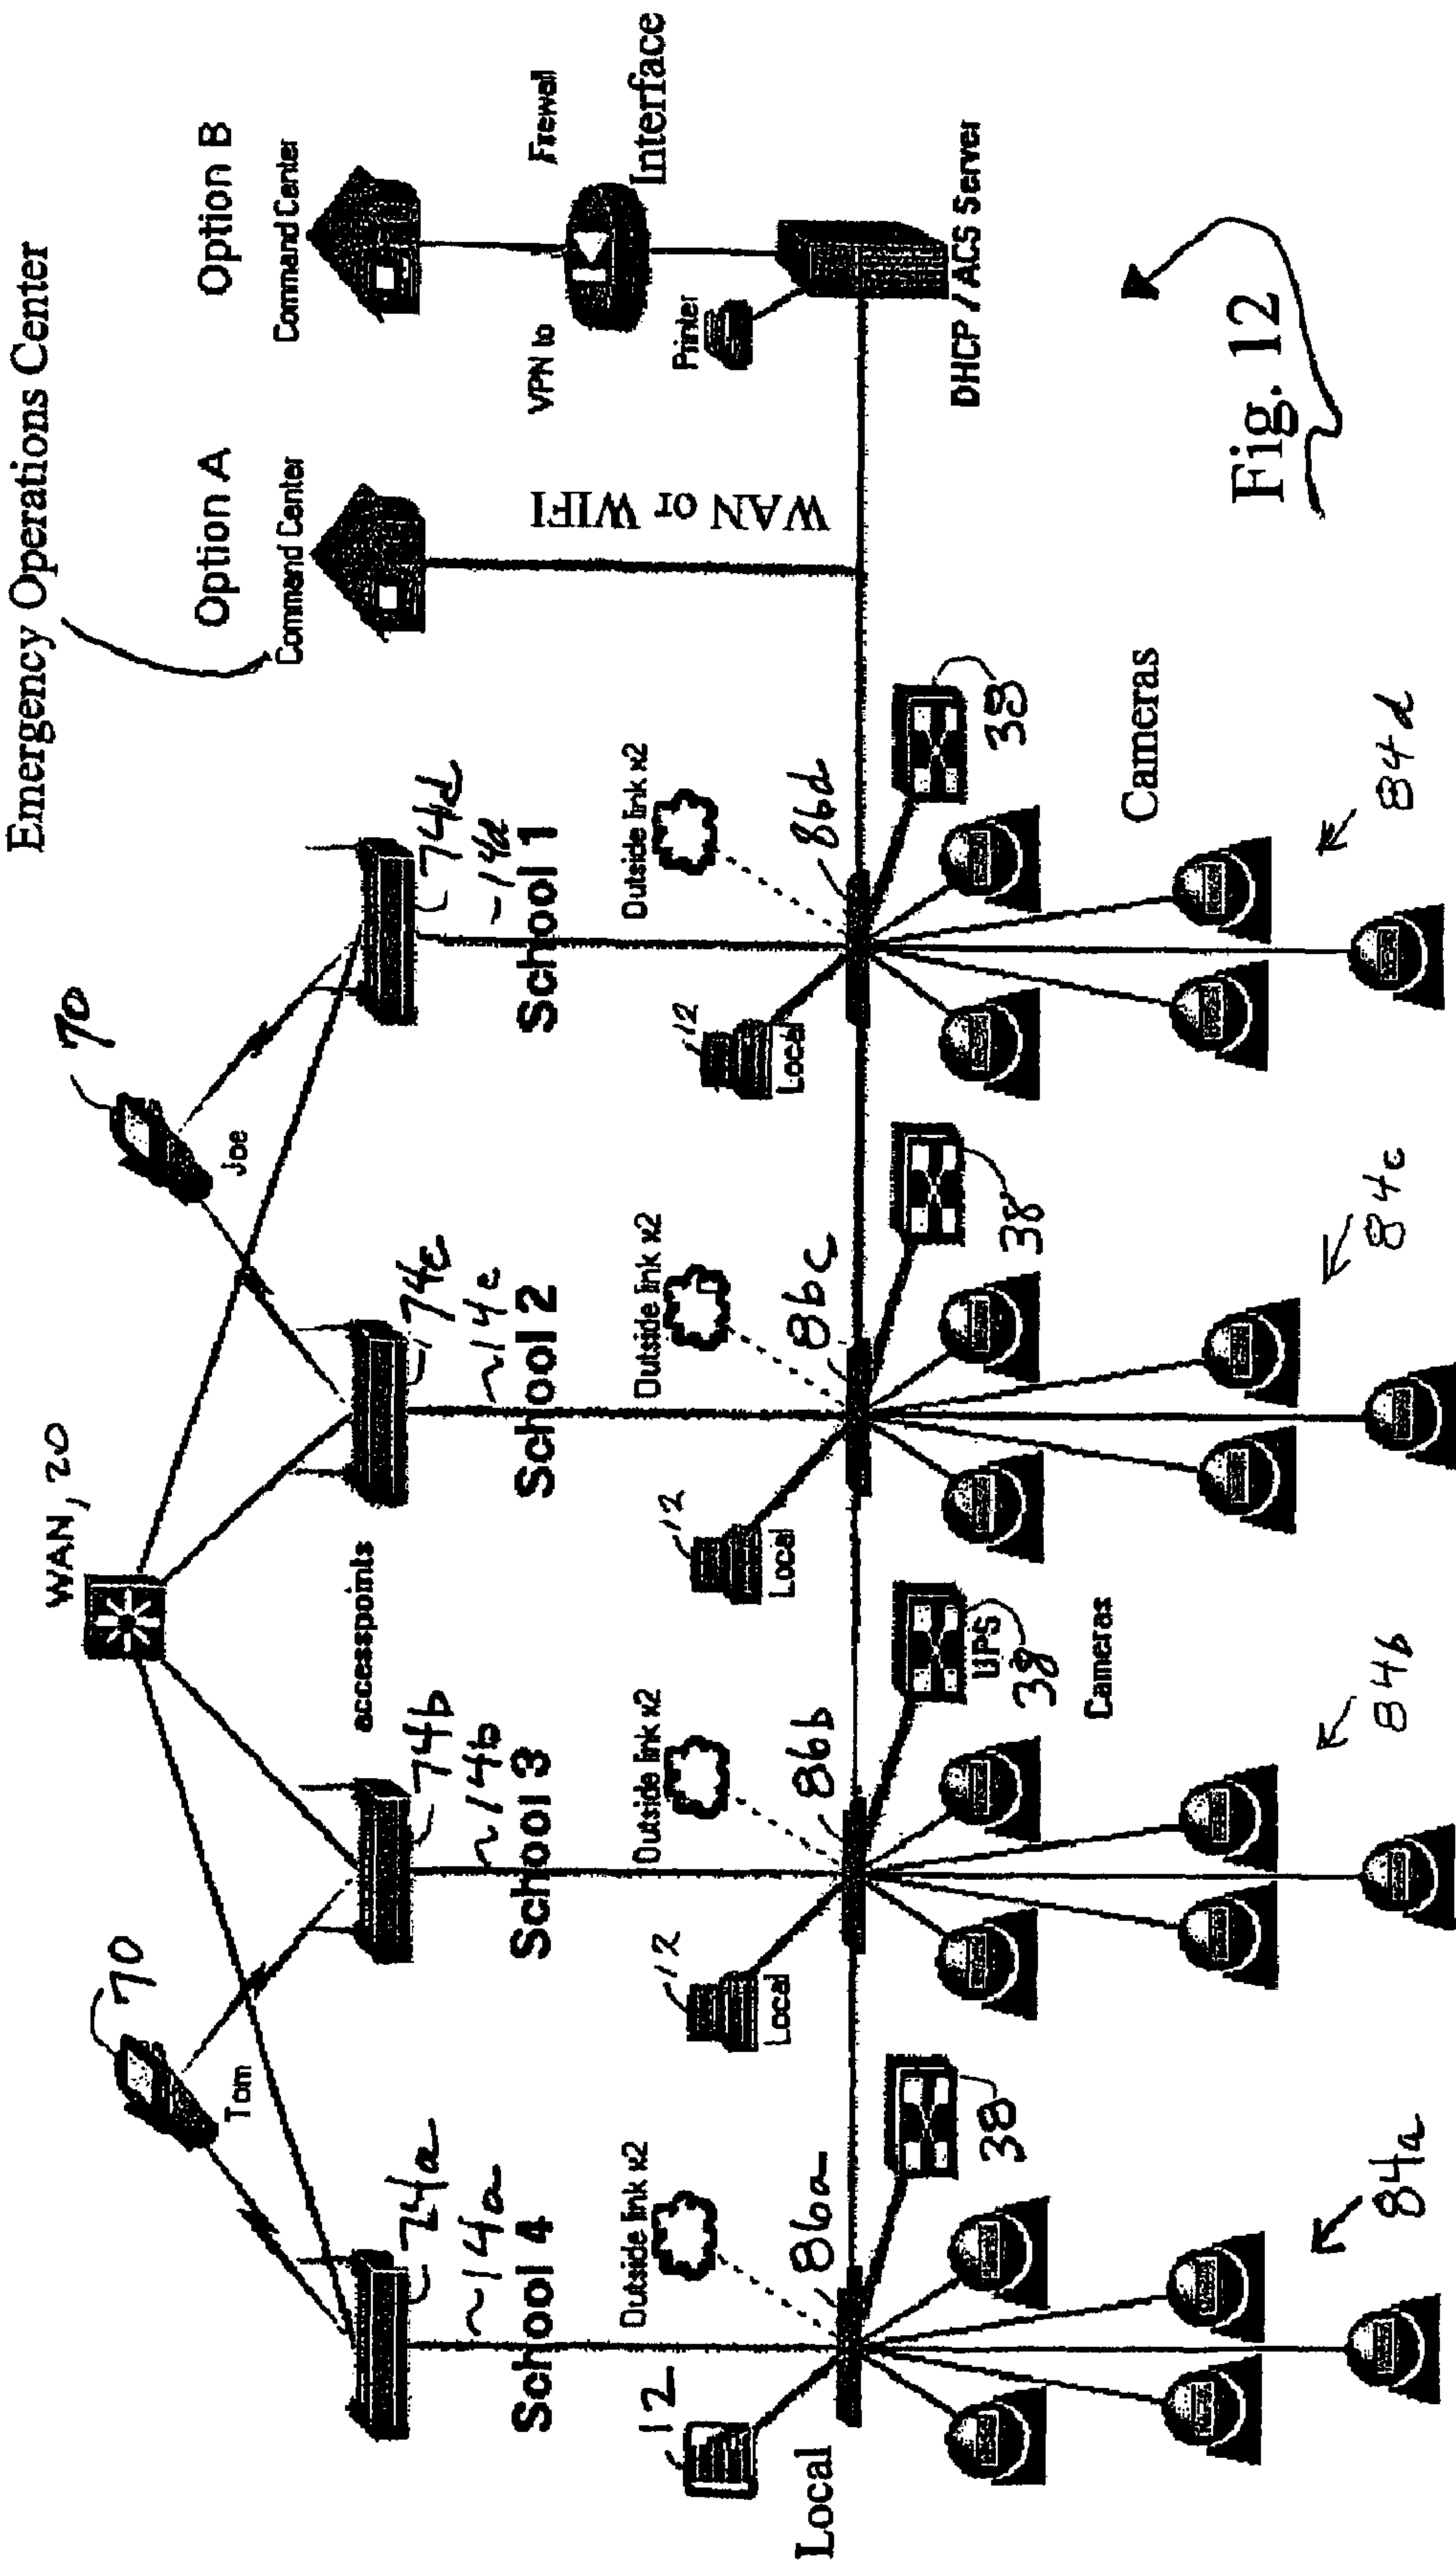 Emergency Operations Center
Option A
Option B
Command Center
Command Center
WAN, 20
70
70
Tom
Joe
accesspoints
VPN to
Firewall
Interface
WAN or WIFI
74a
74b
74c
74d
~14a
~14b
~14c
~14d
School 4
School 3
School 2
School 1
Outside link x2
Outside link x2
Outside link x2
Outside link x2
Printer
12
12
12
12
Local
Local
Local
Local
86a
86b
86c
86d
DHCP / ACS Server
38
UPS
38
38
38
Cameras
Cameras
84a
84b
84c
84d
Fig. 12